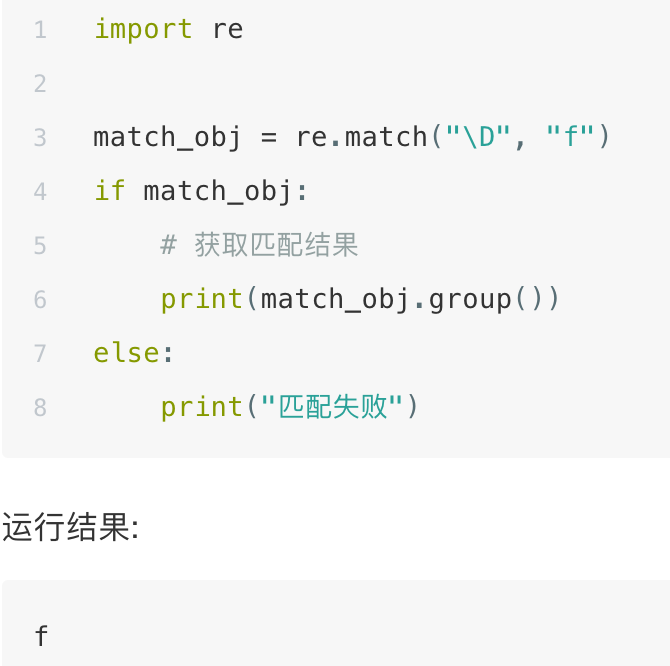 1 import re
2
3 match_obj = re.match("\D", "f")
4 if match_obj:
5     # 获取匹配结果
6     print(match_obj.group())
7 else:
8     print("匹配失败")
运行结果:
f